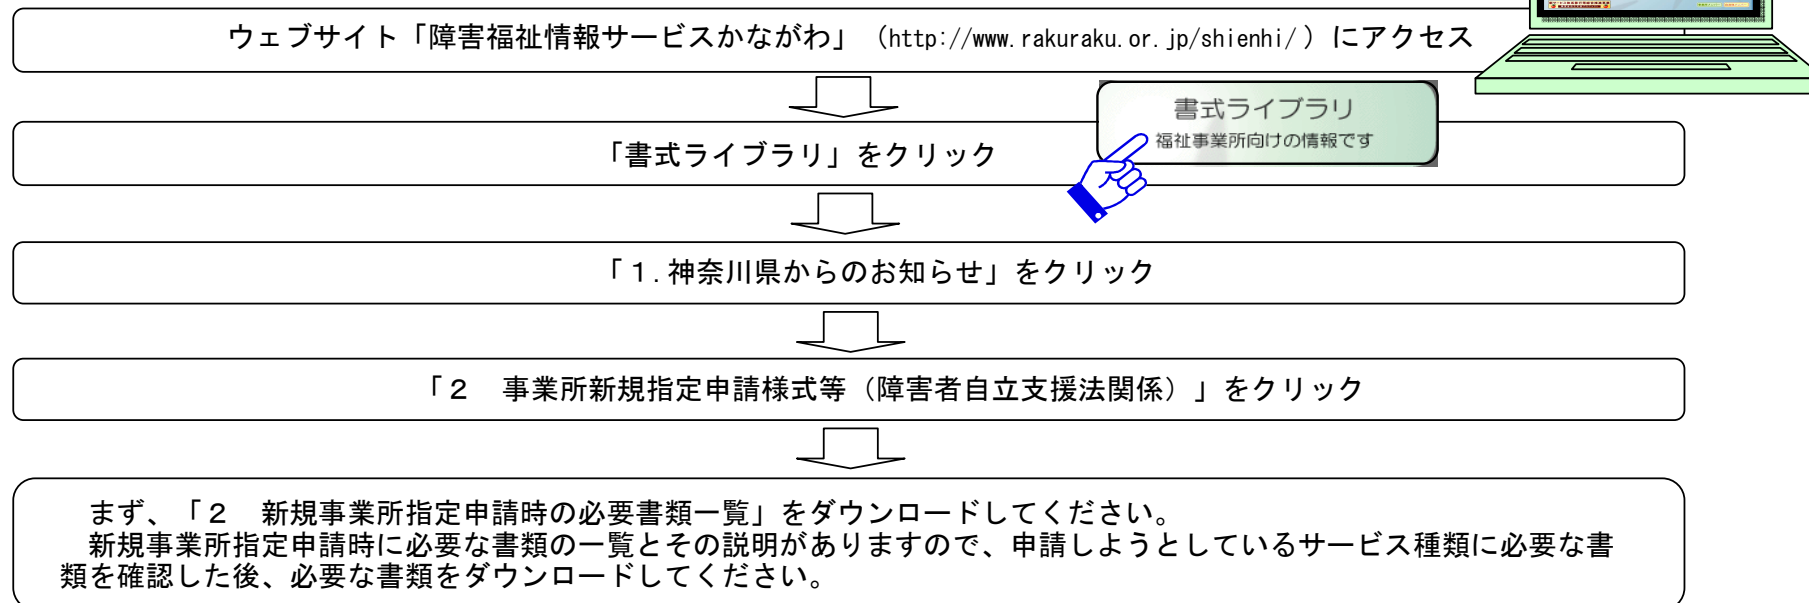 ウェブサイト「障害福祉情報サービスかながわ」（http://www.rakuraku.or.jp/shienhi/）にアクセス
書式ライブラリ
福祉事業所向けの情報です
「書式ライブラリ」をクリック
「１.神奈川県からのお知らせ」をクリック
「２　事業所新規指定申請様式等（障害者自立支援法関係）」をクリック
まず、「２　新規事業所指定申請時の必要書類一覧」をダウンロードしてください。
新規事業所指定申請時に必要な書類の一覧とその説明がありますので、申請しようとしているサービス種類に必要な書
類を確認した後、必要な書類をダウンロードしてください。